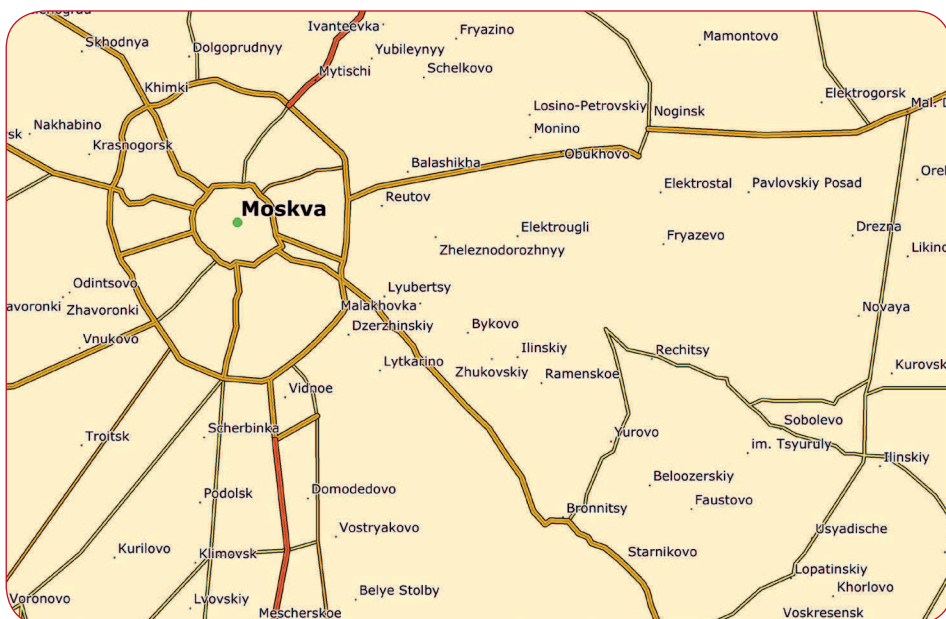 Ivanteevka
Fryazino
Skhodnya
Dolgoprudnyy
Yubileynyy
Mamontovo
Mytischi
Schelkovo
Khimki
Elektrogorsk
Losino-Petrovskiy
Noginsk
Mal.
Nakhabino
Monino
Krasnogorsk
Obukhovo
Balashikha
Reutov
Elektrostal
Pavlovskiy Posad
Moskva
Elektrougli
Fryazevo
Drezna
Zheleznodorozhnyy
Odintsovo
Lyubertsy
avoronki
Zhavoronki
Malakhovka
Novaya
Dzerzhinskiy
Bykovo
Vnukovo
Ilinskiy
Rechitsy
Lytkarino
Zhukovskiy
Ramenskoe
Kurovsk
Vidnoe
Sobolevo
Troitsk
Scherbinka
Yurovo
im. Tsyuruly
Ilinskiy
Beloozerskiy
Podolsk
Domodedovo
Faustovo
Bronnitsy
Vostryakovo
Usyadische
Kurilovo
Klimovsk
Starnikovo
Lopatinskiy
Khorlovo
Belye Stolby
Voronovo
Lvovskiy
Mescherskoe
Voskresensk